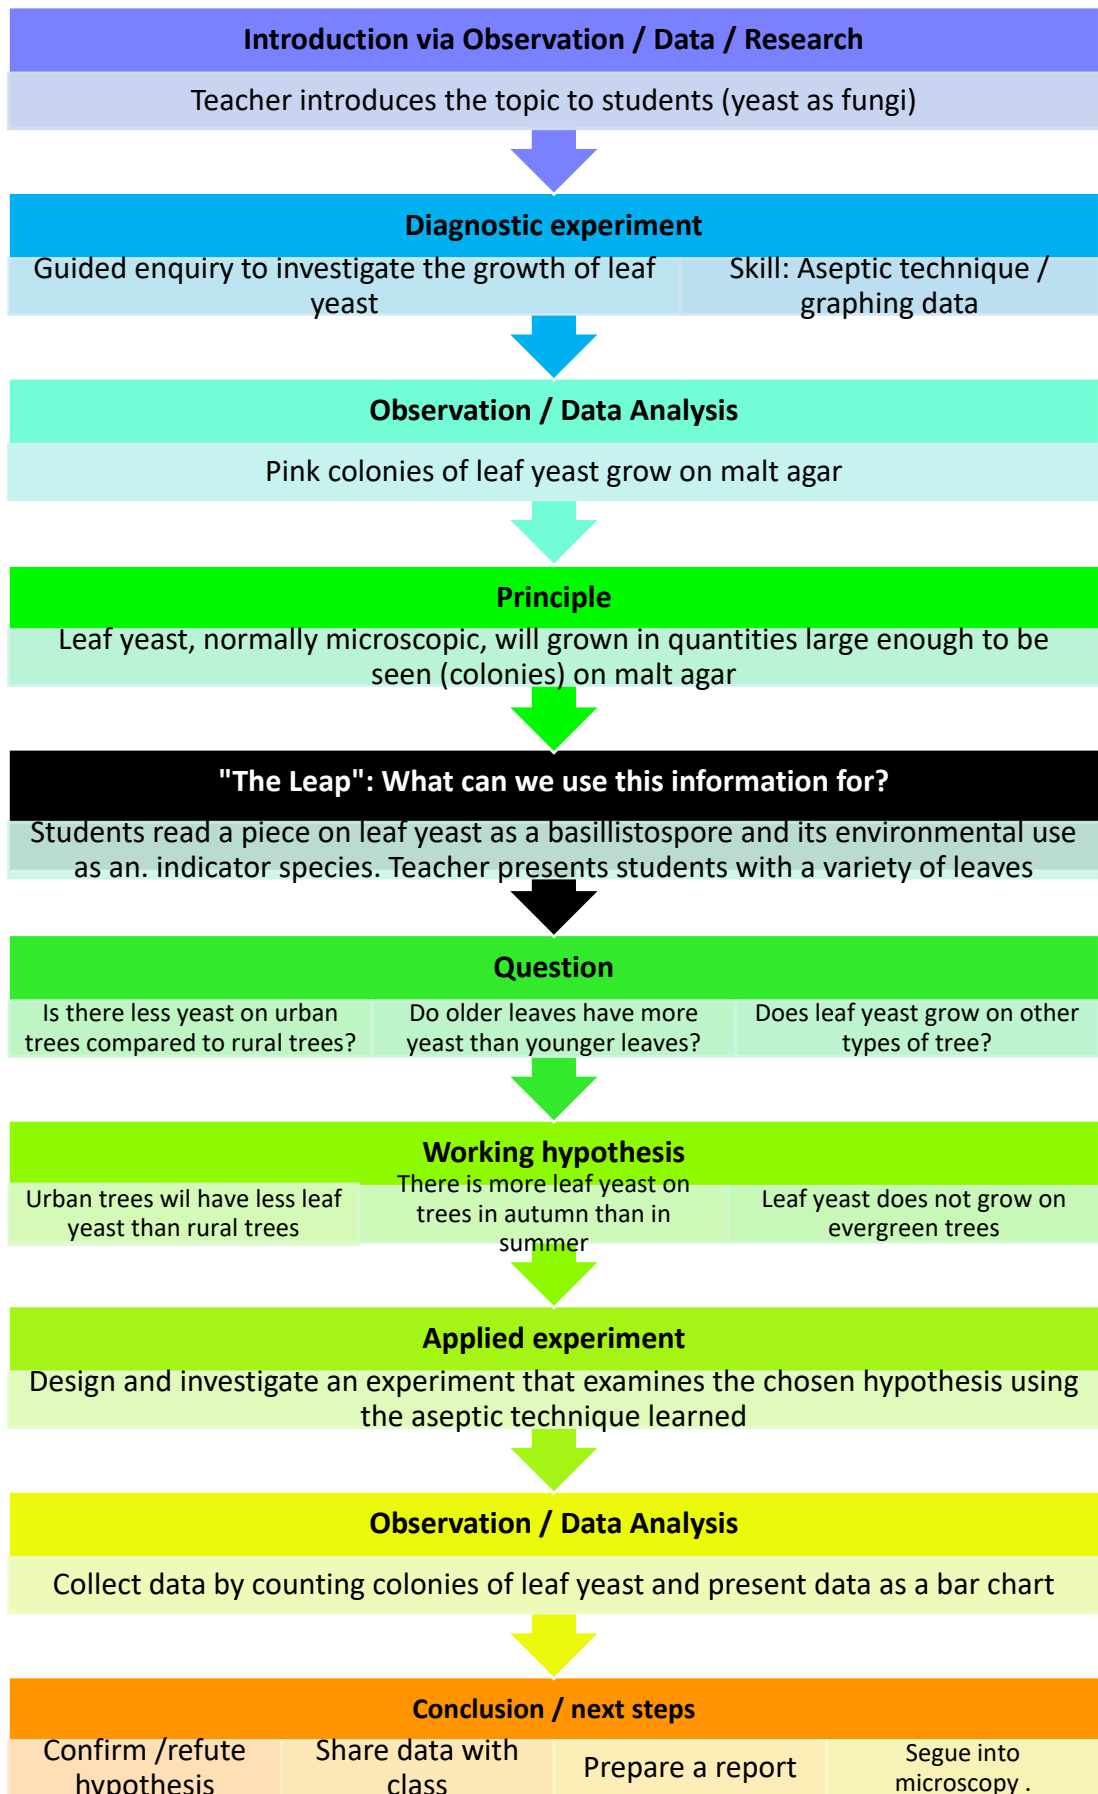 Introduction via Observation / Data / Research
Teacher introduces the topic to students (yeast as fungi)
Diagnostic experiment
Guided enquiry to investigate the growth of leaf
yeast
Skill: Aseptic technique /
graphing data
Observation / Data Analysis
Pink colonies of leaf yeast grow on malt agar
Principle
Leaf yeast, normally microscopic, will grown in quantities large enough to be
seen (colonies) on malt agar
"The Leap": What can we use this information for?
Students read a piece on leaf yeast as a basillistospore and its environmental use
as an. indicator species. Teacher presents students with a variety of leaves
Question
Is there less yeast on urban
trees compared to rural trees?
Do older leaves have more
yeast than younger leaves?
Does leaf yeast grow on other
types of tree?
Working hypothesis
Urban trees wil have less leaf
yeast than rural trees
There is more leaf yeast on
trees in autumn than in
summer
Leaf yeast does not grow on
evergreen trees
Applied experiment
Design and investigate an experiment that examines the chosen hypothesis using
the aseptic technique learned
Observation / Data Analysis
Collect data by counting colonies of leaf yeast and present data as a bar chart
Conclusion / next steps
Confirm /refute
hypothesis
Share data with
class
Prepare a report
Segue into
microscopy .